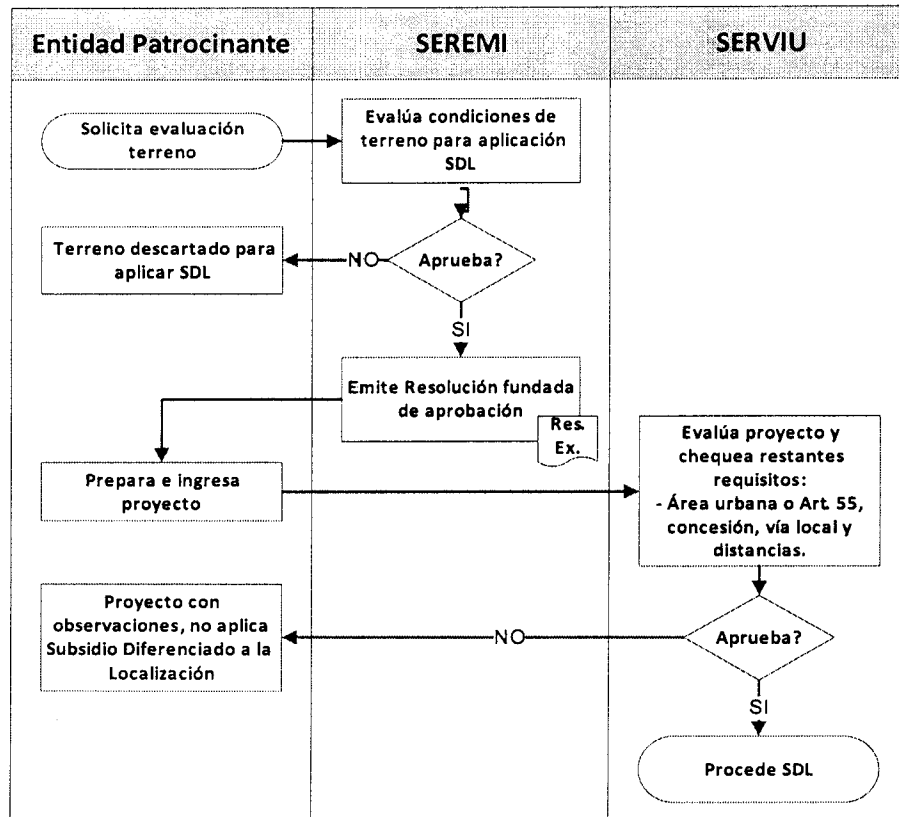 Entidad Patrocinante
SEREMI
SERVIU
Solicita evaluación
terreno
Evalúa condiciones de
terreno para aplicación
SDL
Terreno descartado para
aplicar SDL
NO
Aprueba?
SI
Emite Resolución fundada
de aprobación
Res.
Ex.
Prepara e ingresa
proyecto
Evalúa proyecto y
chequea restantes
requisitos:
- Área urbana o Art. 55,
concesión, vía local y
distancias.
Proyecto con
observaciones, no aplica
Subsidio Diferenciado a la
Localización
NO
Aprueba?
SI
Procede SDL